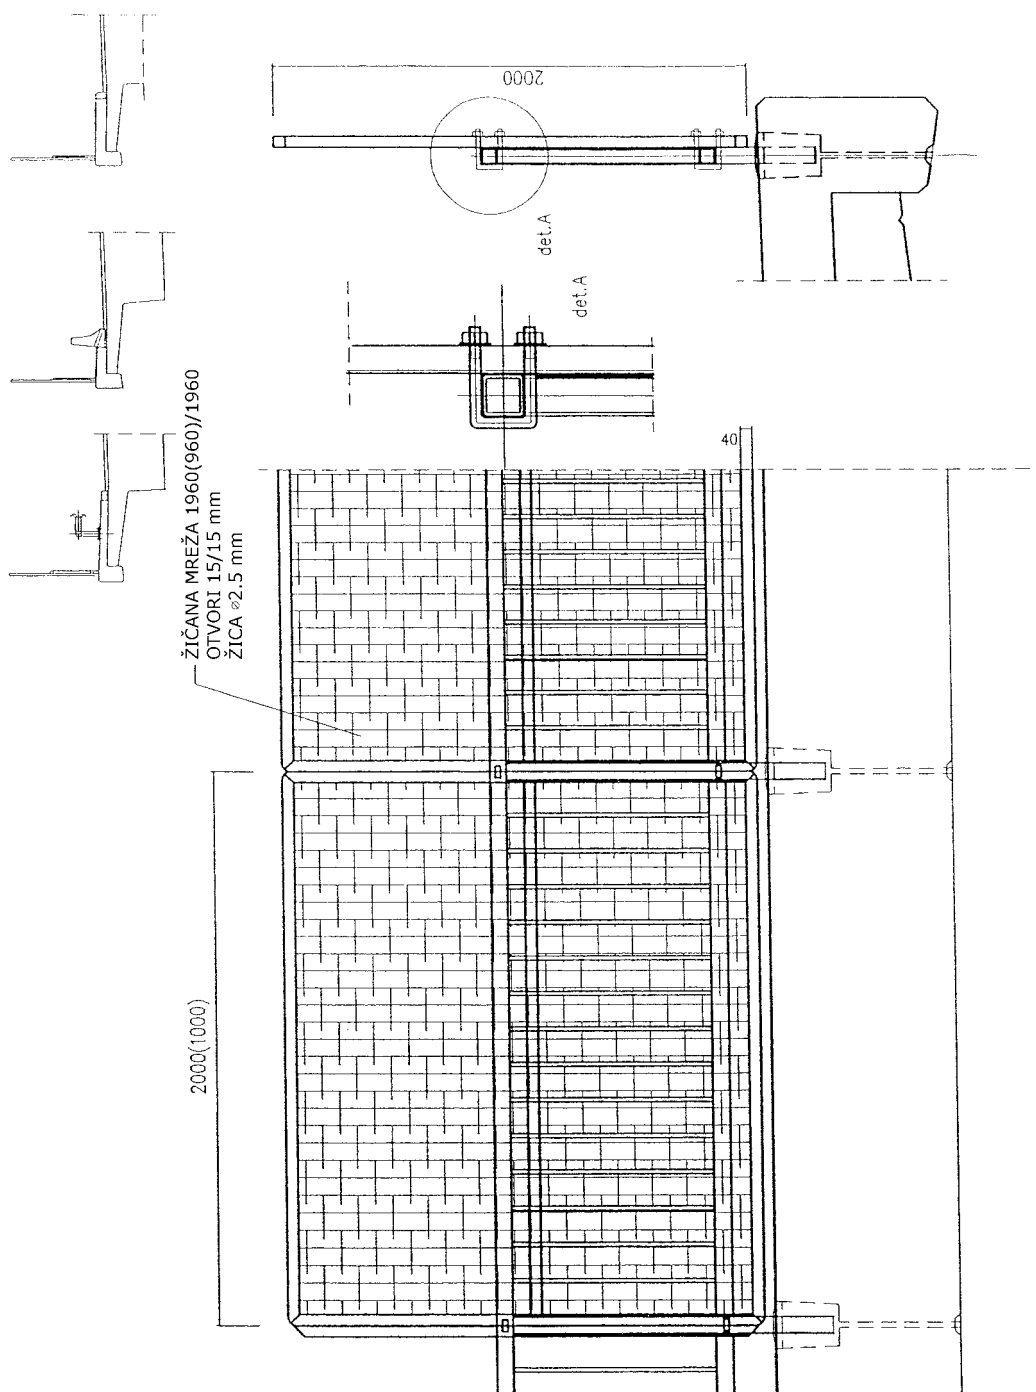 2000
det.A
det.A
40
ŽIČANA MREŽA 1960(960)/1960
OTVORI 15/15 mm
ŽICA ⌀2.5 mm
2000(1000)